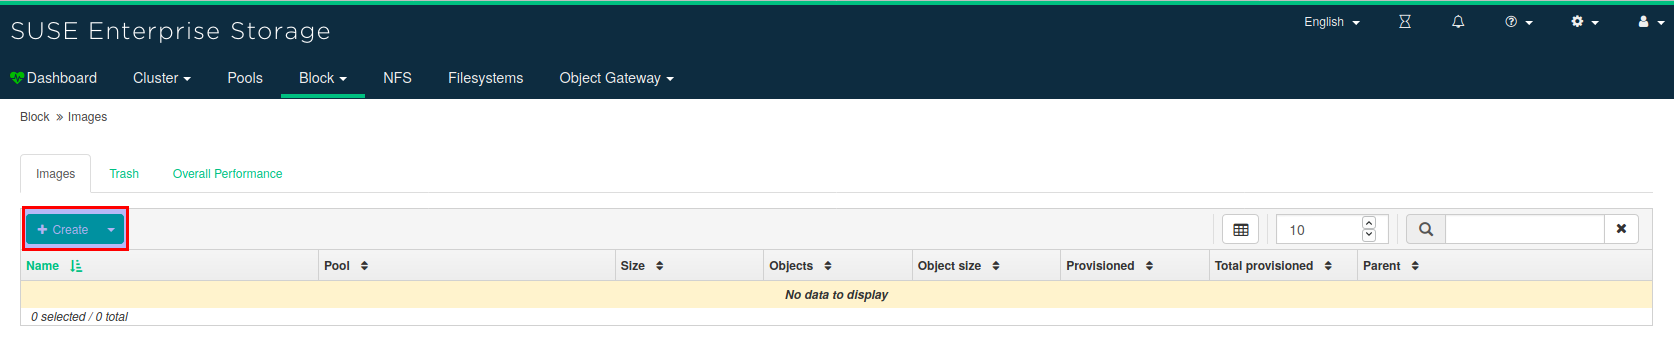 English
SUSE Enterprise Storage
Dashboard Cluster Pools Block NFS Filesystems Object Gateway
Block » Images
Images Trash Overall Performance
+ Create 10
Name Pool Size Objects Object size Provisioned Total provisioned Parent
No data to display
0 selected / 0 total